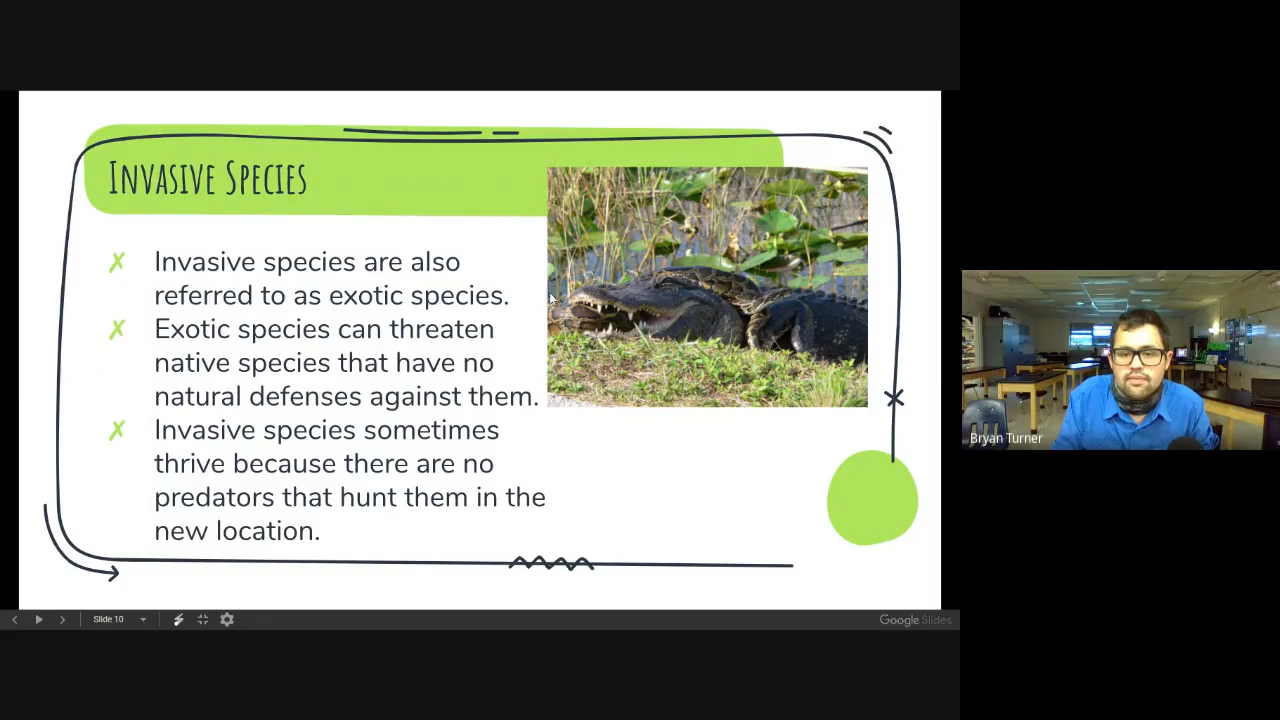 Invasive Species
✗ Invasive species are also
referred to as exotic species.
✗ Exotic species can threaten
native species that have no
natural defenses against them.
✗ Invasive species sometimes
thrive because there are no
predators that hunt them in the
new location.
Bryan Turner
Slide 10
Google Slides